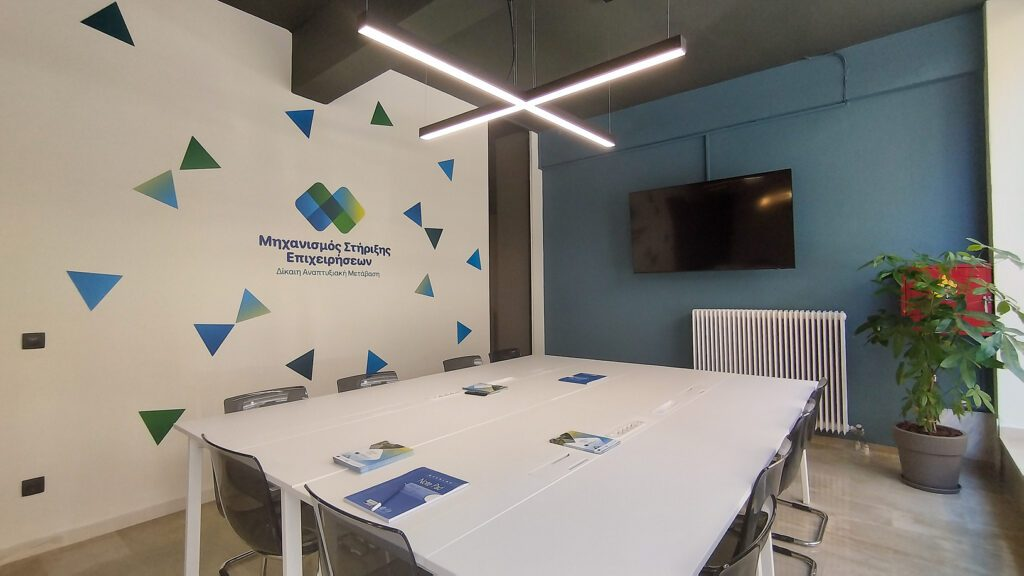 Μηχανισμός Στήριξης
Επιχειρήσεων
Δίκαιη Αναπτυξιακή Μετάβαση